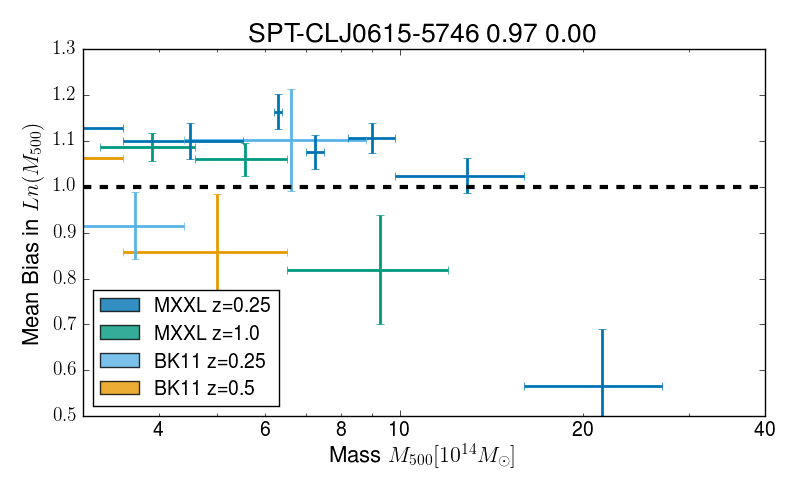 SPT-CLJ0615-5746 0.97 0.00
1.3
1.2
1.1
1.0
0.9
0.8
0.7
0.6
0.5
Mean Bias in Ln(M₅₀₀)
MXXL z=0.25
MXXL z=1.0
BK11 z=0.25
BK11 z=0.5
4 6 8 10 20 40
Mass M₅₀₀[10¹⁴M☉]